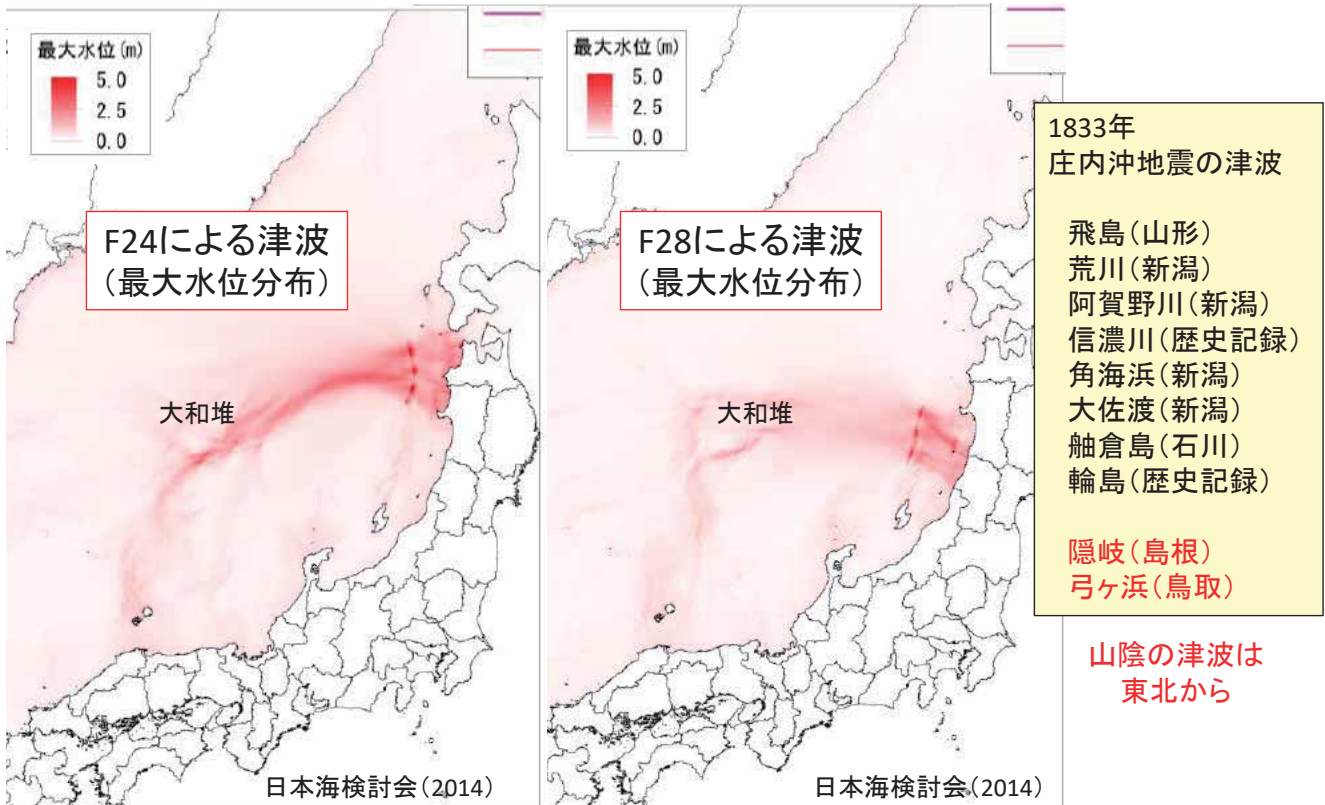 最大水位(m)
5.0
2.5
0.0
F24による津波
(最大水位分布)
大和堆
日本海検討会(2014)
最大水位(m)
5.0
2.5
0.0
F28による津波
(最大水位分布)
大和堆
日本海検討会(2014)
1833年
庄内沖地震の津波
飛島(山形)
荒川(新潟)
阿賀野川(新潟)
信濃川(歴史記録)
角海浜(新潟)
大佐渡(新潟)
舳倉島(石川)
輪島(歴史記録)
隠岐(島根)
弓ヶ浜(鳥取)
山陰の津波は
東北から